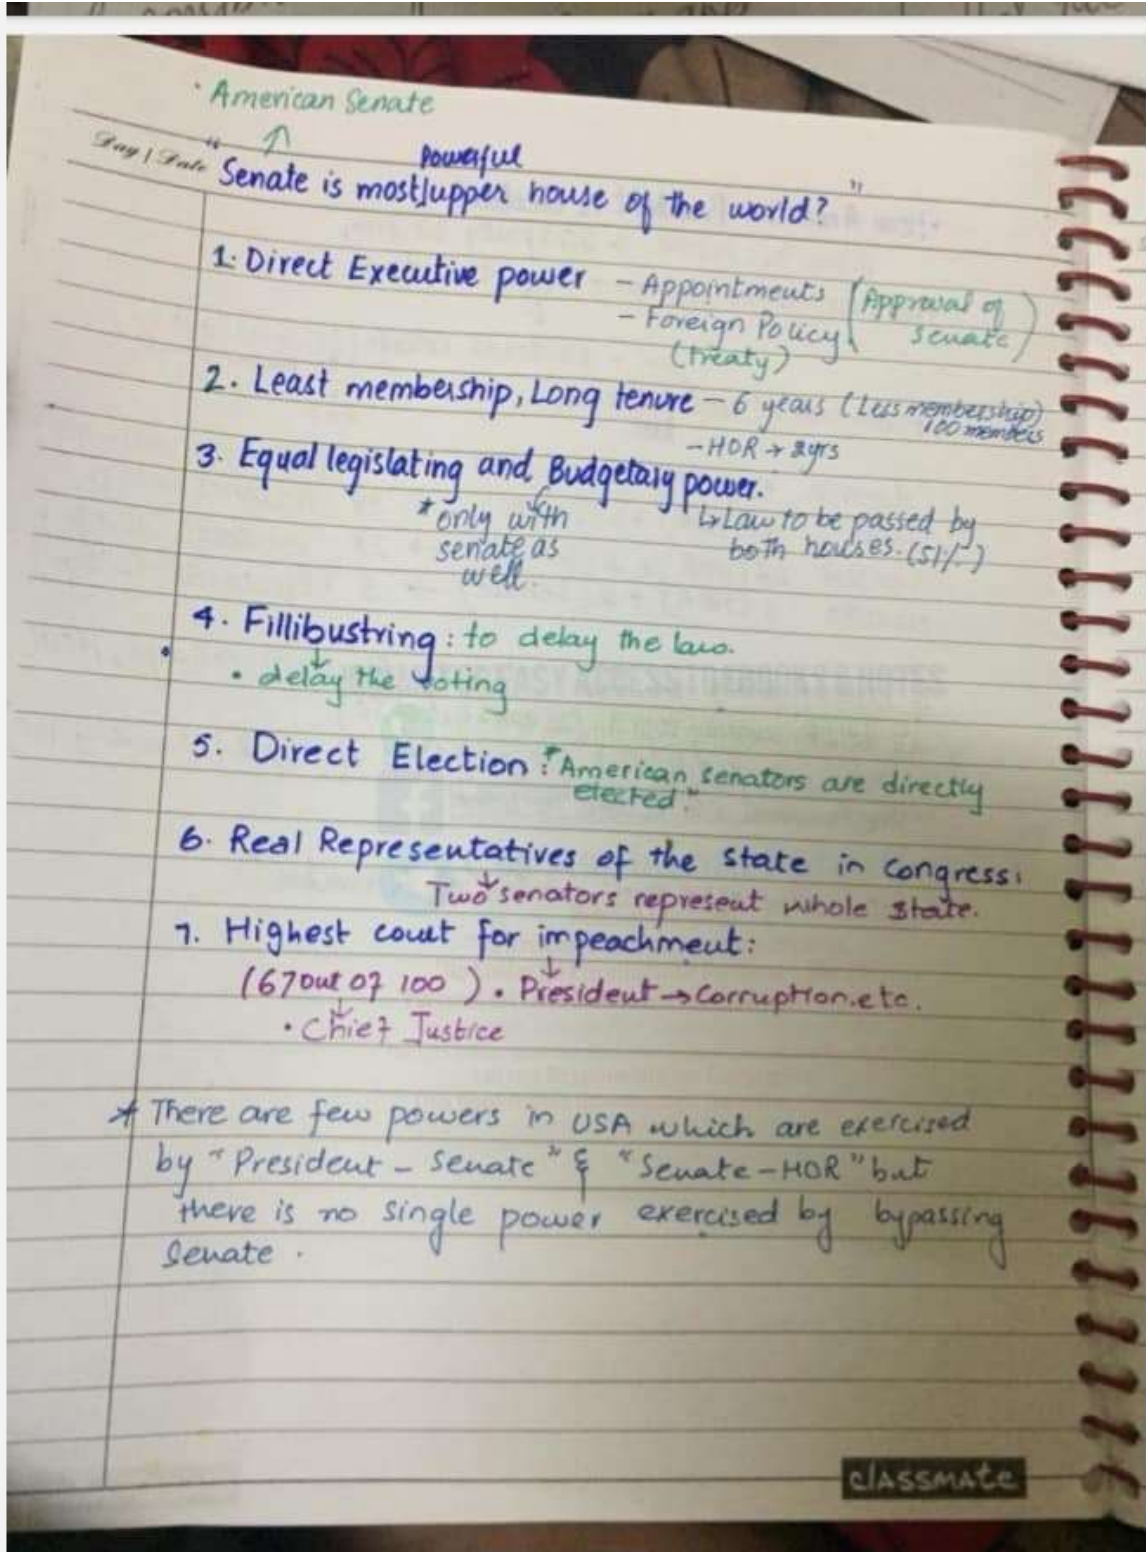 • American Senate
Day / Date
Powerful
"Senate is most upper house of the world?"
1. Direct Executive power - Appointments (Approval of
- Foreign Policy senate)
(treaty)
2. Least membership, Long tenure - 6 years (Less membership)
100 members
- HOR → 2yrs
3. Equal legislating and Budgetary power.
* only with ↳ Law to be passed by
senate as both houses. (51%)
well.
4. Fillibustring : to delay the law.
• delay the voting
5. Direct Election : "American senators are directly
elected"
6. Real Representatives of the state in congress:
Two senators represent whole state.
7. Highest court for impeachment:
(67 out of 100 ). President → corruption.etc.
• Chief Justice
* There are few powers in USA which are exercised
by "President - Senate" & "Senate - HOR" but
there is no single power exercised by bypassing
Senate.
classmate